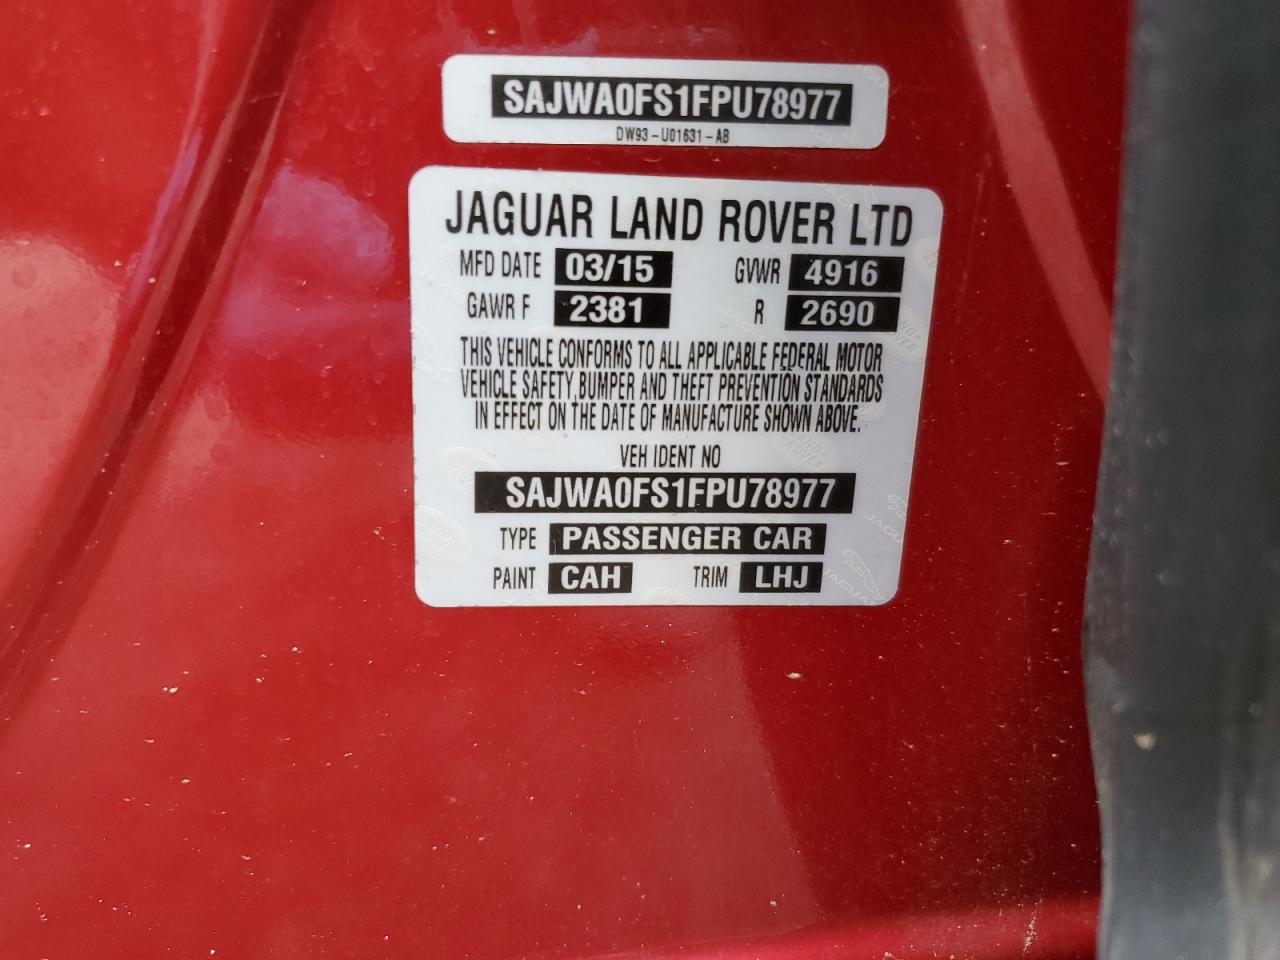 SAJWA0FS1FPU78977
DW93-U01631-AB
JAGUAR LAND ROVER LTD
MFD DATE 03/15 GVWR 4916
GAWR F 2381 R 2690
THIS VEHICLE CONFORMS TO ALL APPLICABLE FEDERAL MOTOR
VEHICLE SAFETY, BUMPER AND THEFT PREVENTION STANDARDS
IN EFFECT ON THE DATE OF MANUFACTURE SHOWN ABOVE.
VEH IDENT NO
SAJWA0FS1FPU78977
TYPE PASSENGER CAR
PAINT CAH TRIM LHJ